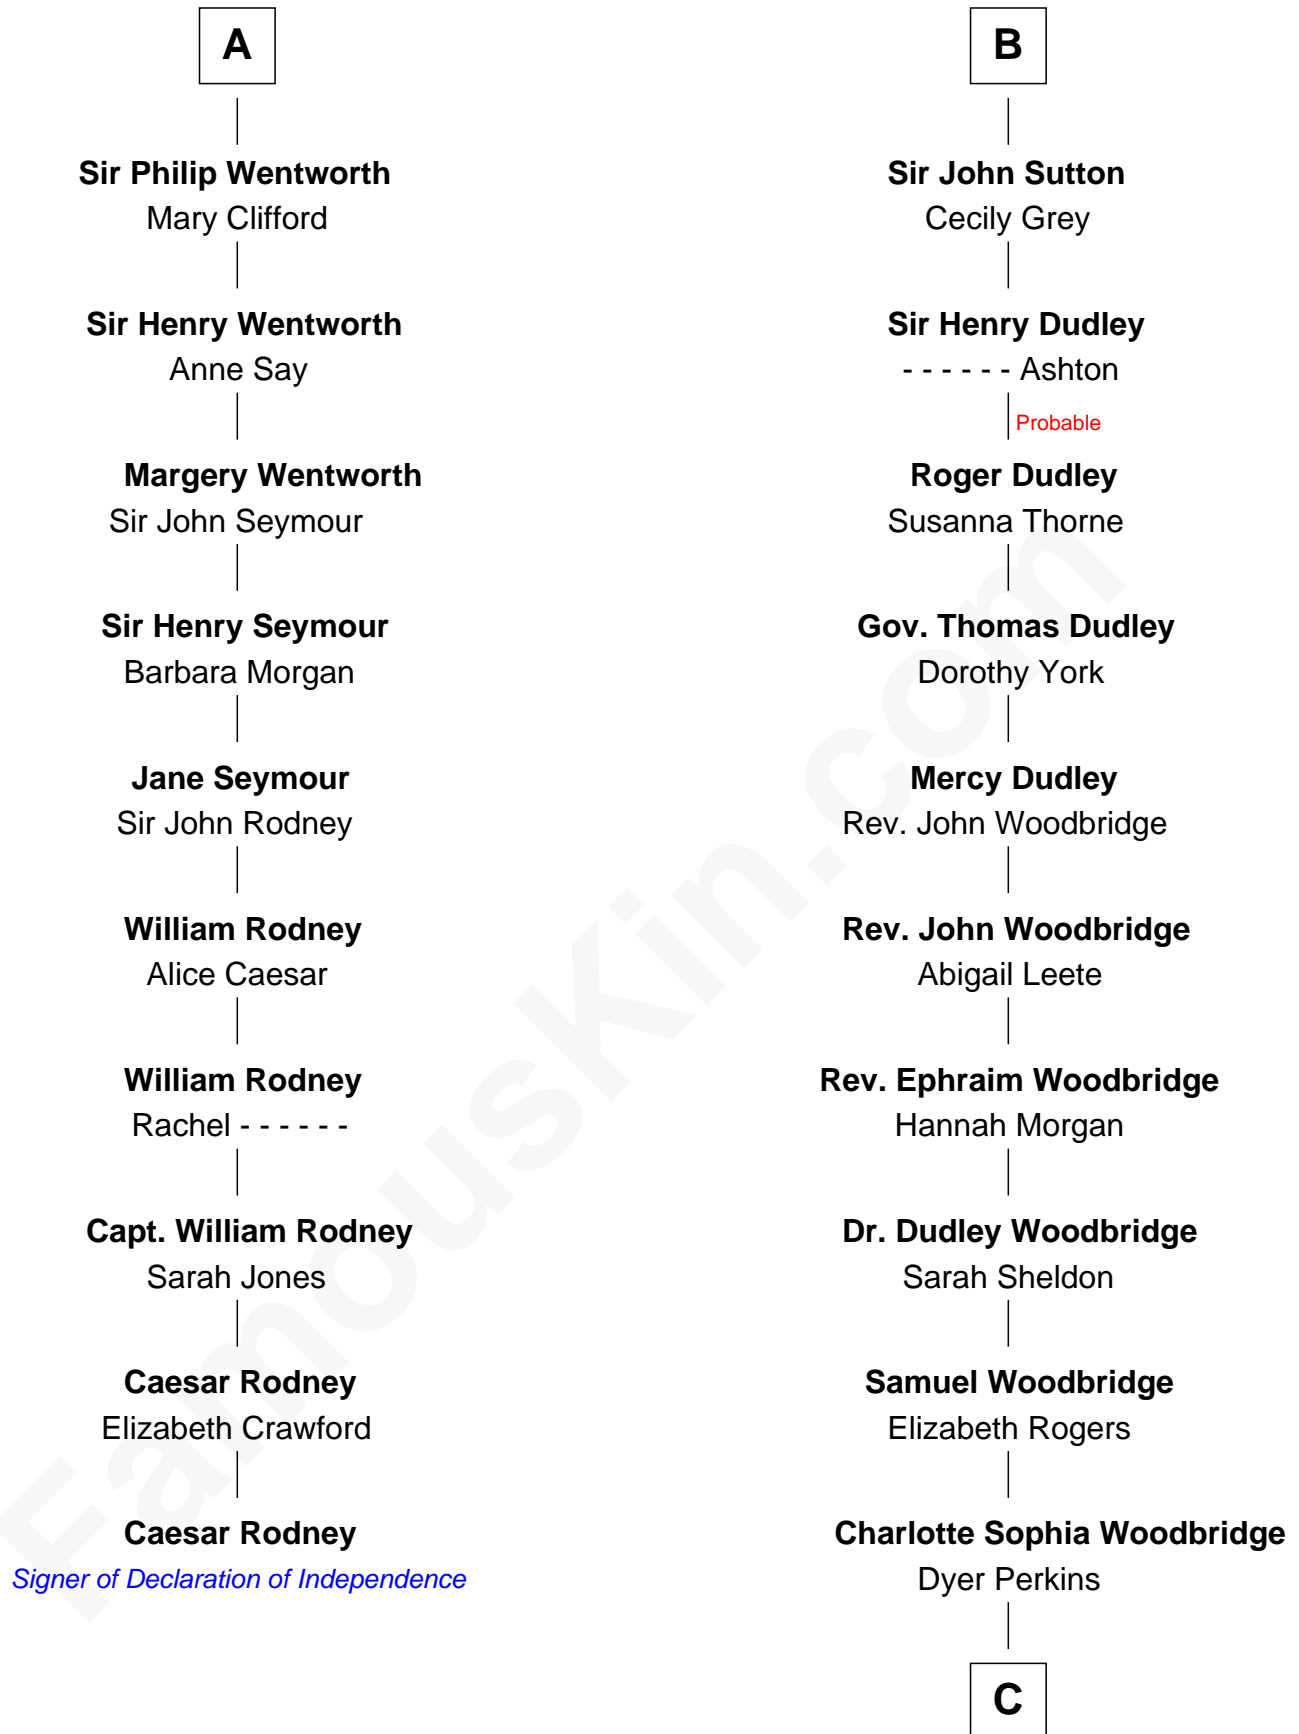 A
Sir Philip Wentworth
Mary Clifford
Sir Henry Wentworth
Anne Say
Margery Wentworth
Sir John Seymour
Sir Henry Seymour
Barbara Morgan
Jane Seymour
Sir John Rodney
William Rodney
Alice Caesar
William Rodney
Rachel - - - - - -
Capt. William Rodney
Sarah Jones
Caesar Rodney
Elizabeth Crawford
Caesar Rodney
Signer of Declaration of Independence
B
Sir John Sutton
Cecily Grey
Sir Henry Dudley
- - - - - - Ashton
Probable
Roger Dudley
Susanna Thorne
Gov. Thomas Dudley
Dorothy York
Mercy Dudley
Rev. John Woodbridge
Rev. John Woodbridge
Abigail Leete
Rev. Ephraim Woodbridge
Hannah Morgan
Dr. Dudley Woodbridge
Sarah Sheldon
Samuel Woodbridge
Elizabeth Rogers
Charlotte Sophia Woodbridge
Dyer Perkins
C
FamousKin.com